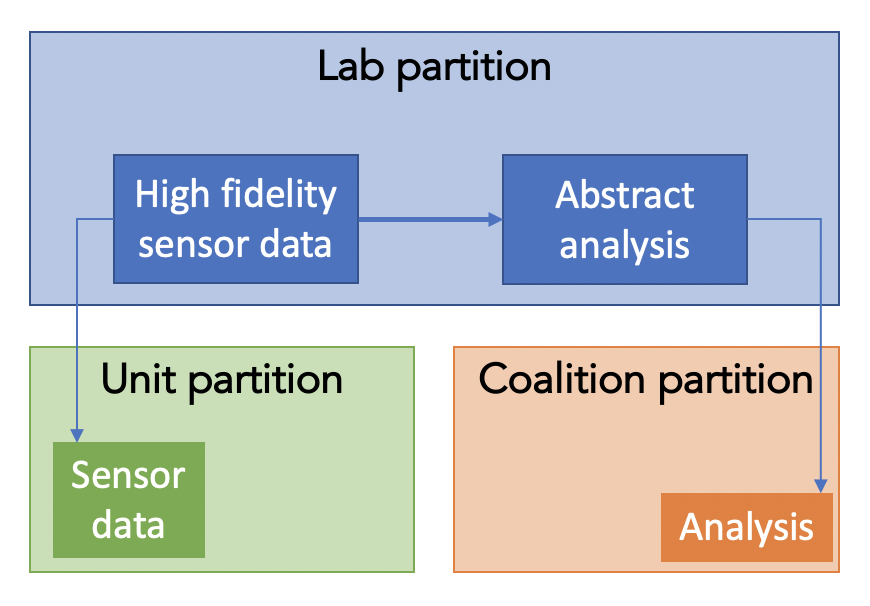 Lab partition
High fidelity
sensor data
Abstract
analysis
Unit partition
Sensor
data
Coalition partition
Analysis